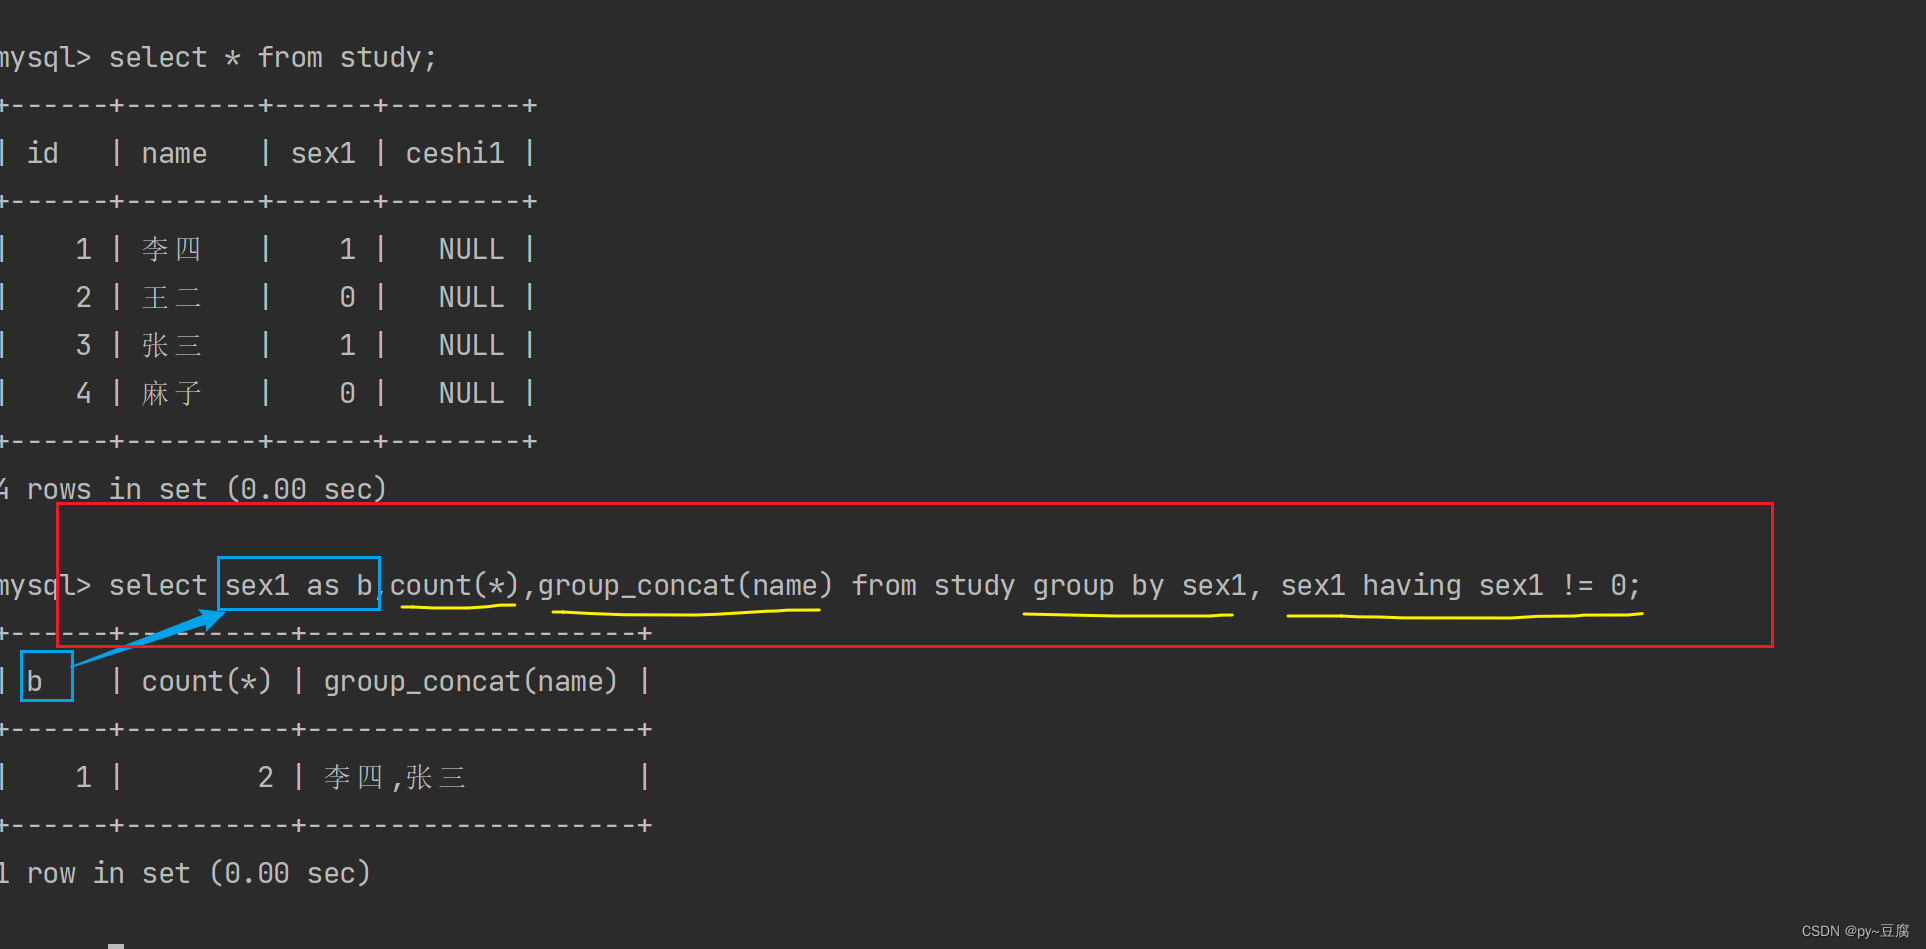 mysql> select * from study;
+------+--------+------+--------+
| id   | name   | sex1 | ceshi1 |
+------+--------+------+--------+
|    1 | 李四   |    1 |   NULL |
|    2 | 王二   |    0 |   NULL |
|    3 | 张三   |    1 |   NULL |
|    4 | 麻子   |    0 |   NULL |
+------+--------+------+--------+
4 rows in set (0.00 sec)
mysql> select sex1 as b,count(*),group_concat(name) from study group by sex1, sex1 having sex1 != 0;
+------+----------+--------------------+
| b    | count(*) | group_concat(name) |
+------+----------+--------------------+
|    1 |        2 | 李四,张三          |
+------+----------+--------------------+
1 row in set (0.00 sec)
CSDN @py~豆腐